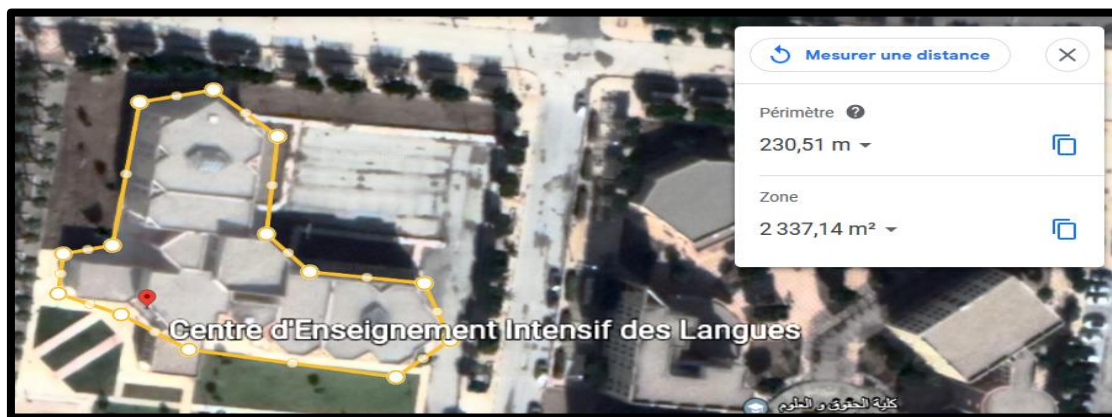 Mesurer une distance
Périmètre
230,51 m
Zone
2 337,14 m²
Centre d'Enseignement Intensif des Langues
كلية الحقوق و العلوم